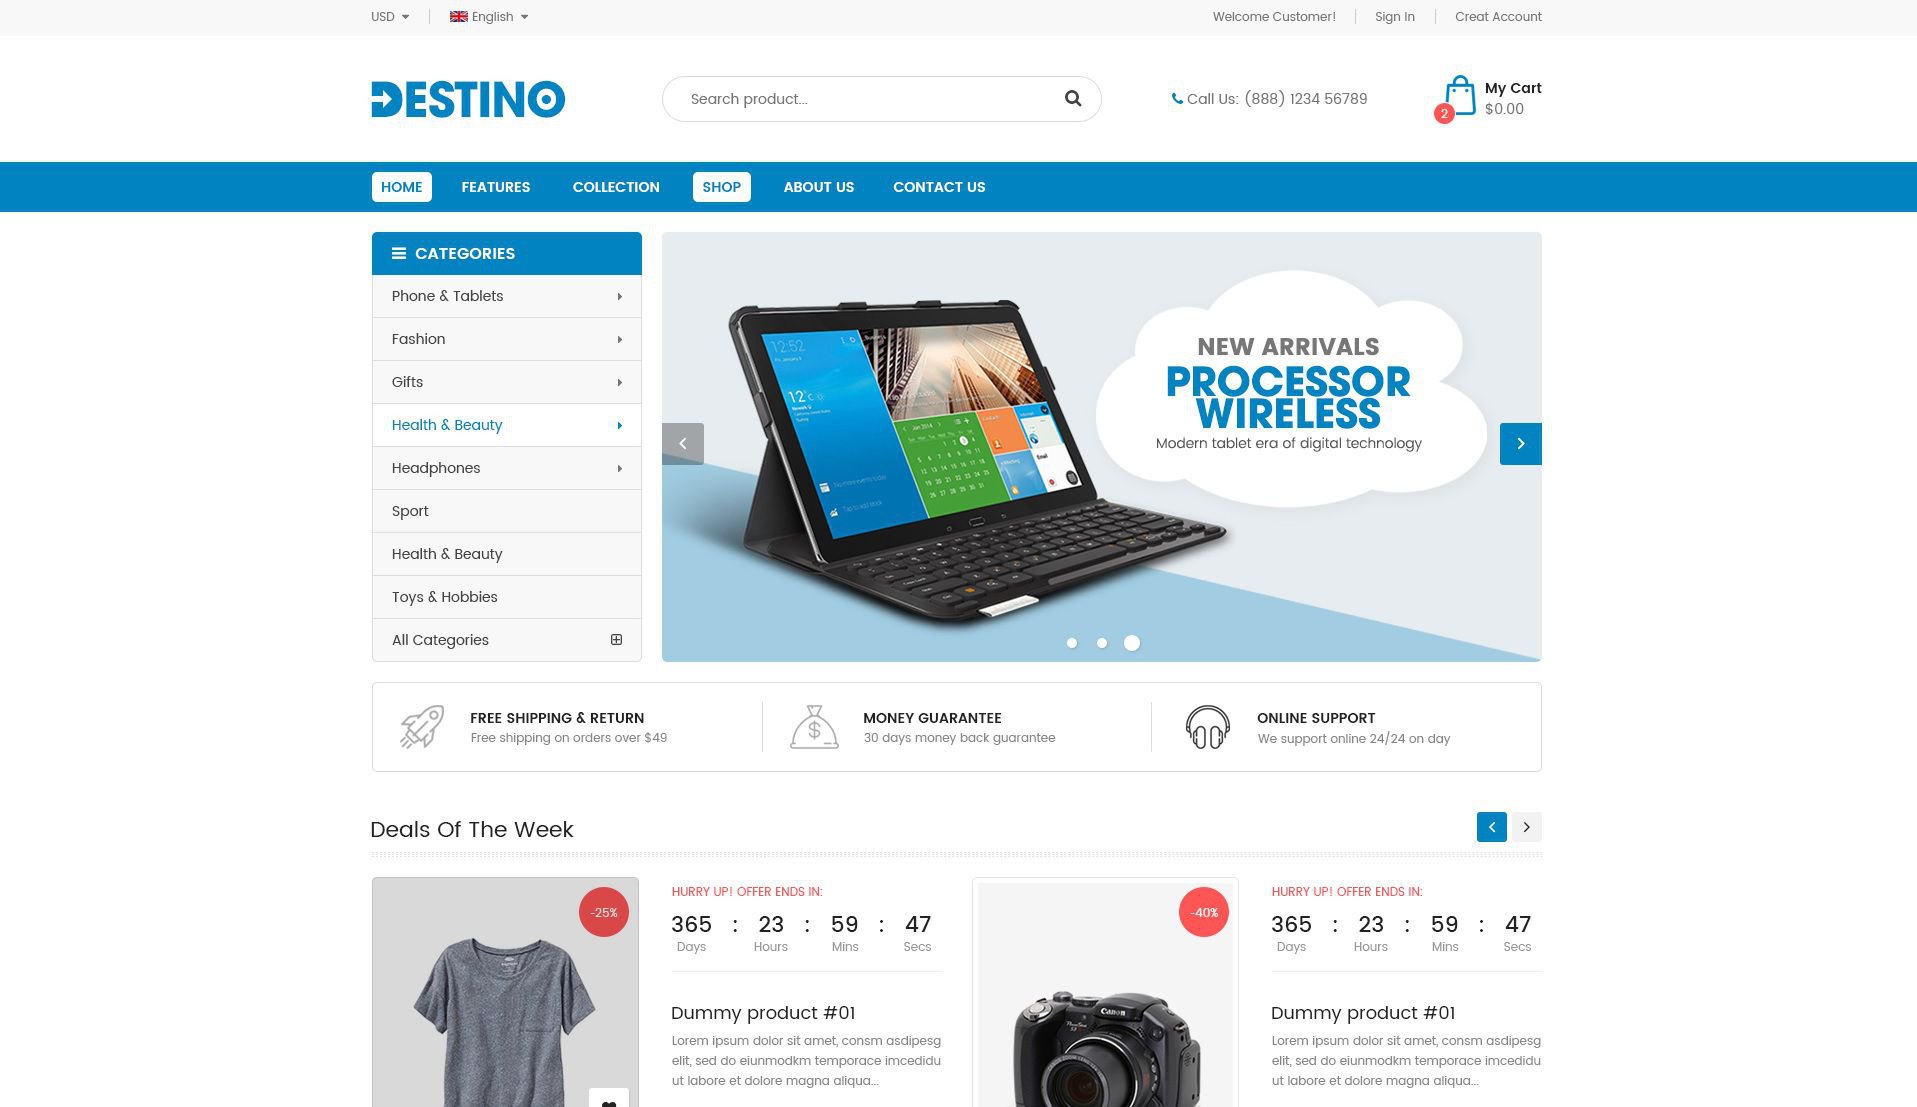 USD
English
Welcome Customer!
Sign In
Creat Account
DESTINO
Search product...
Call Us: (888) 1234 56789
2
My Cart
$0.00
HOME
FEATURES
COLLECTION
SHOP
ABOUT US
CONTACT US
CATEGORIES
Phone & Tablets
Fashion
Gifts
Health & Beauty
Headphones
Sport
Health & Beauty
Toys & Hobbies
All Categories
12:52
12°
Jan 2014
Email
NEW ARRIVALS
PROCESSOR
WIRELESS
Modern tablet era of digital technology
FREE SHIPPING & RETURN
Free shipping on orders over $49
MONEY GUARANTEE
30 days money back guarantee
ONLINE SUPPORT
We support online 24/24 on day
Deals Of The Week
-25%
HURRY UP! OFFER ENDS IN:
365 : 23 : 59 : 47
Days Hours Mins Secs
Dummy product #01
Lorem ipsum dolor sit amet, consm asdipesg
elit, sed do eiunmodkm temporace imcedidu
ut labore et dolore magna aliqua...
-40%
Canon
HURRY UP! OFFER ENDS IN:
365 : 23 : 59 : 47
Days Hours Mins Secs
Dummy product #01
Lorem ipsum dolor sit amet, consm asdipesg
elit, sed do eiunmodkm temporace imcedidu
ut labore et dolore magna aliqua...